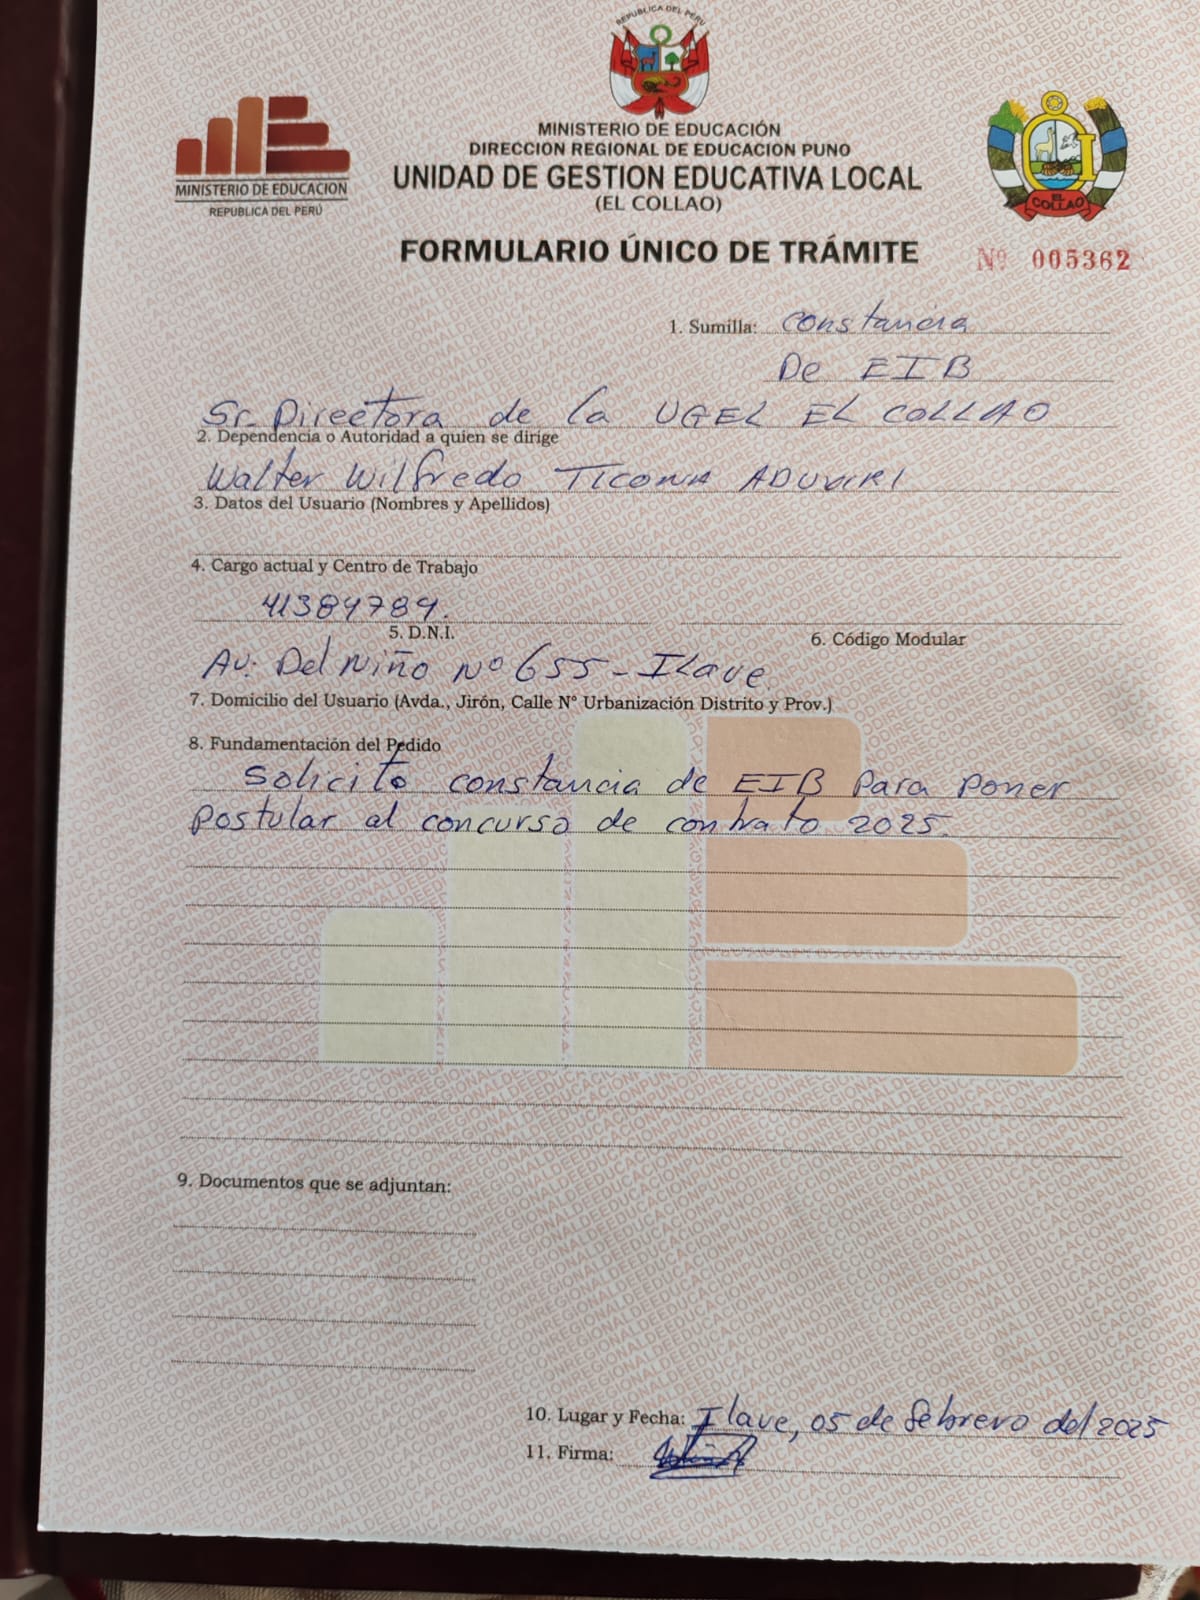 REPUBLICA DEL PERU
MINISTERIO DE EDUCACION
REPUBLICA DEL PERÚ
MINISTERIO DE EDUCACIÓN
DIRECCION REGIONAL DE EDUCACION PUNO
UNIDAD DE GESTION EDUCATIVA LOCAL
(EL COLLAO)
EL COLLAO
FORMULARIO ÚNICO DE TRÁMITE
Nº 005362
1. Sumilla: constancia
De EIB
Sr. Directora de la UGEL EL COLLAO
2. Dependencia o Autoridad a quien se dirige
Walter Wilfredo TICONA ADUVIRI
3. Datos del Usuario (Nombres y Apellidos)
4. Cargo actual y Centro de Trabajo
41384789.
5. D.N.I.
6. Código Modular
Av. Del Niño Nº 655 - Ilave.
7. Domicilio del Usuario (Avda., Jirón, Calle N° Urbanización Distrito y Prov.)
8. Fundamentación del Pedido
Solicito constancia de EIB para poner
postular al concurso de contrato 2025.
9. Documentos que se adjuntan:
10. Lugar y Fecha: Ilave, 05 de febrero del 2025
11. Firma: